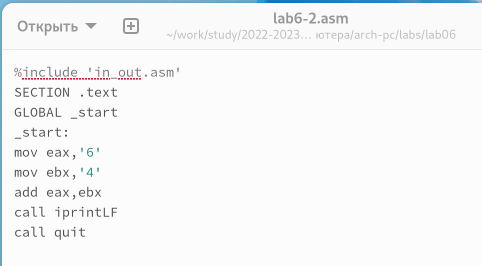 Открыть
lab6-2.asm
~/work/study/2022-2023... ютера/arch-pc/labs/lab06
%include 'in_out.asm'
SECTION .text
GLOBAL _start
_start:
mov eax,'6'
mov ebx,'4'
add eax,ebx
call iprintLF
call quit